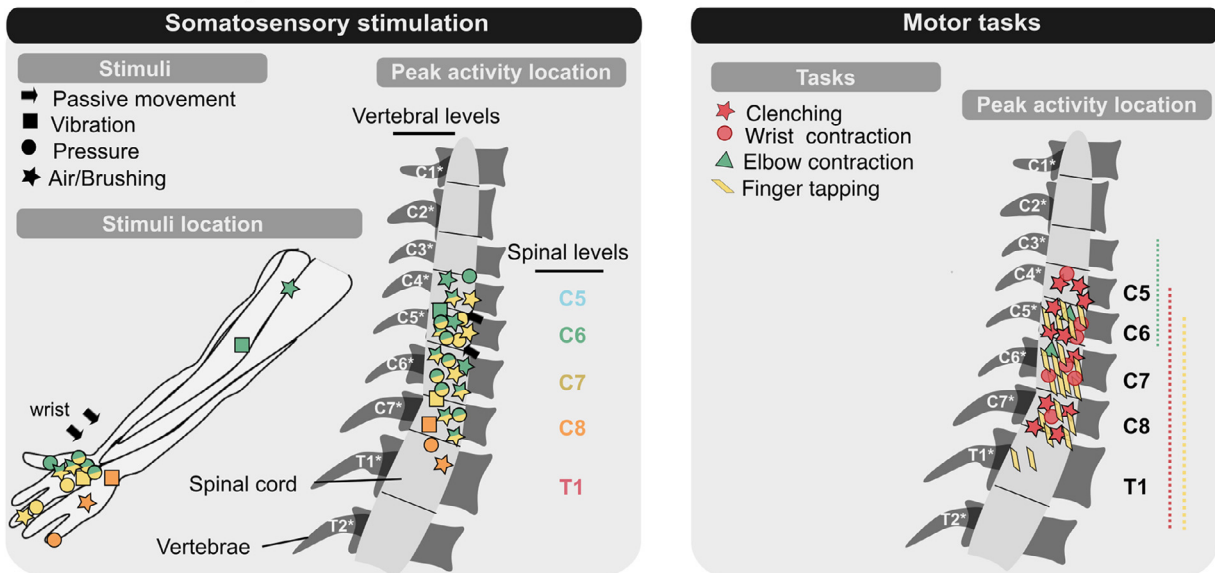 Somatosensory stimulation
Stimuli
Passive movement
Vibration
Pressure
Air/Brushing
Stimuli location
wrist
Peak activity location
Vertebral levels
C1*
C2*
C3*
C4*
C5*
C6*
C7*
T1*
T2*
Spinal levels
C5
C6
C7
C8
T1
Spinal cord
Vertebrae
Motor tasks
Tasks
Clenching
Wrist contraction
Elbow contraction
Finger tapping
Peak activity location
C1*
C2*
C3*
C4*
C5*
C6*
C7*
T1*
T2*
C5
C6
C7
C8
T1